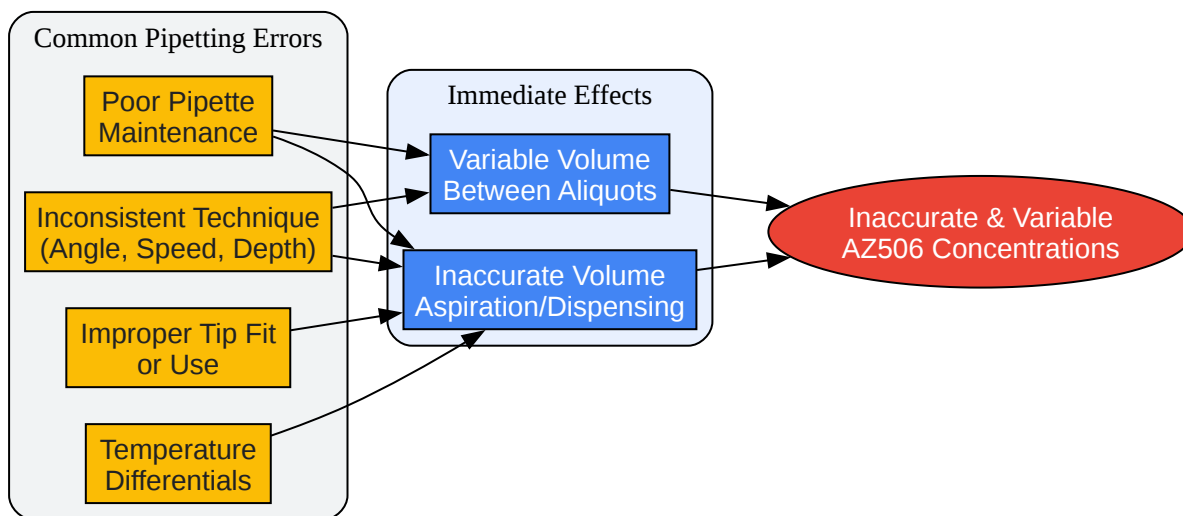 Common Pipetting Errors
Poor Pipette
Maintenance
Inconsistent Technique
(Angle, Speed, Depth)
Improper Tip Fit
or Use
Temperature
Differentials
Immediate Effects
Variable Volume
Between Aliquots
Inaccurate Volume
Aspiration/Dispensing
Inaccurate & Variable
AZ506 Concentrations